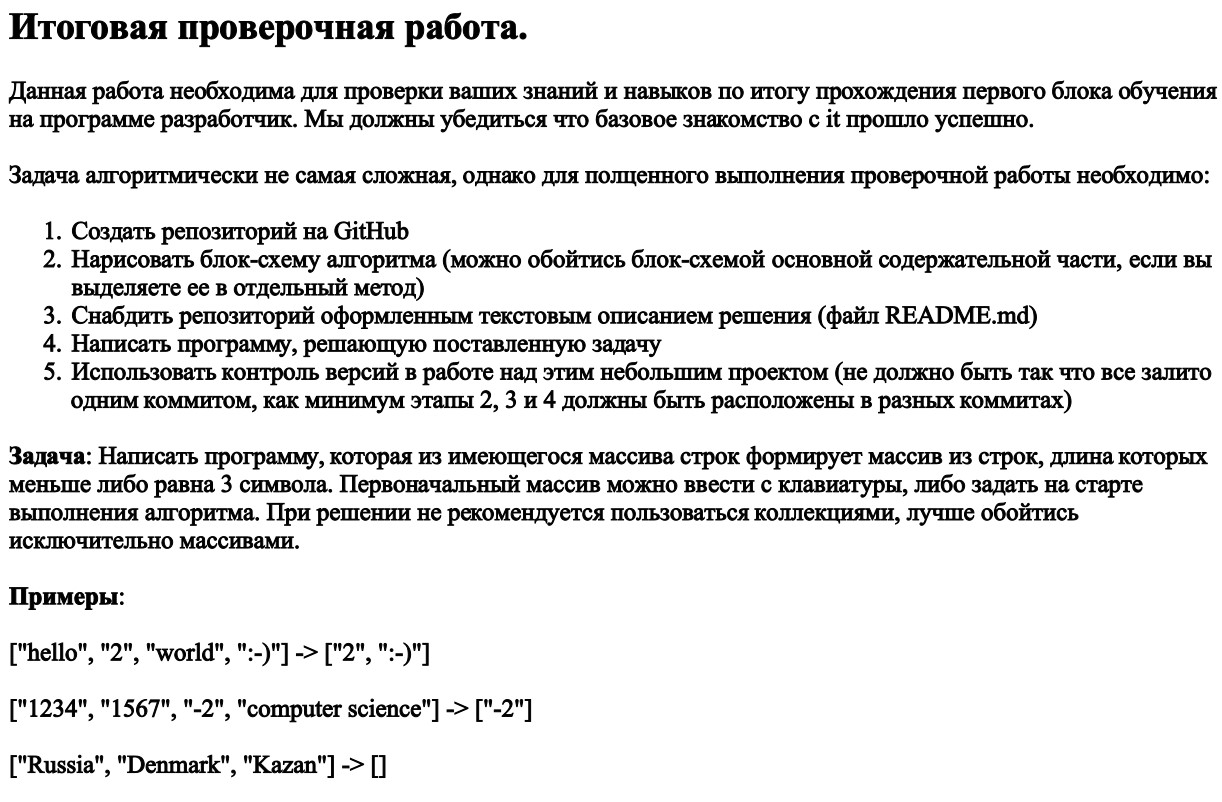 Итоговая проверочная работа.
Данная работа необходима для проверки ваших знаний и навыков по итогу прохождения первого блока обучения
на программе разработчик. Мы должны убедиться что базовое знакомство с it прошло успешно.
Задача алгоритмически не самая сложная, однако для полценного выполнения проверочной работы необходимо:
1. Создать репозиторий на GitHub
2. Нарисовать блок-схему алгоритма (можно обойтись блок-схемой основной содержательной части, если вы
выделяете ее в отдельный метод)
3. Снабдить репозиторий оформленным текстовым описанием решения (файл README.md)
4. Написать программу, решающую поставленную задачу
5. Использовать контроль версий в работе над этим небольшим проектом (не должно быть так что все залито
одним коммитом, как минимум этапы 2, 3 и 4 должны быть расположены в разных коммитах)
Задача: Написать программу, которая из имеющегося массива строк формирует массив из строк, длина которых
меньше либо равна 3 символа. Первоначальный массив можно ввести с клавиатуры, либо задать на старте
выполнения алгоритма. При решении не рекомендуется пользоваться коллекциями, лучше обойтись
исключительно массивами.
Примеры:
["hello", "2", "world", ":-)"] -> ["2", ":-)"]
["1234", "1567", "-2", "computer science"] -> ["-2"]
["Russia", "Denmark", "Kazan"] -> []